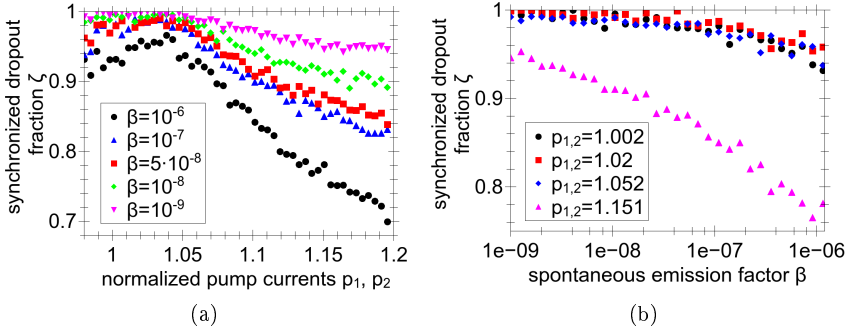 synchronized dropout
fraction ζ
1
0.9
0.8
0.7
β=10⁻⁶
β=10⁻⁷
β=5·10⁻⁸
β=10⁻⁸
β=10⁻⁹
1
1.05
1.10
1.15
1.2
normalized pump currents p₁, p₂
(a)
synchronized dropout
fraction ζ
1
0.9
0.8
p₁,₂=1.002
p₁,₂=1.02
p₁,₂=1.052
p₁,₂=1.151
1e-09
1e-08
1e-07
1e-06
spontaneous emission factor β
(b)